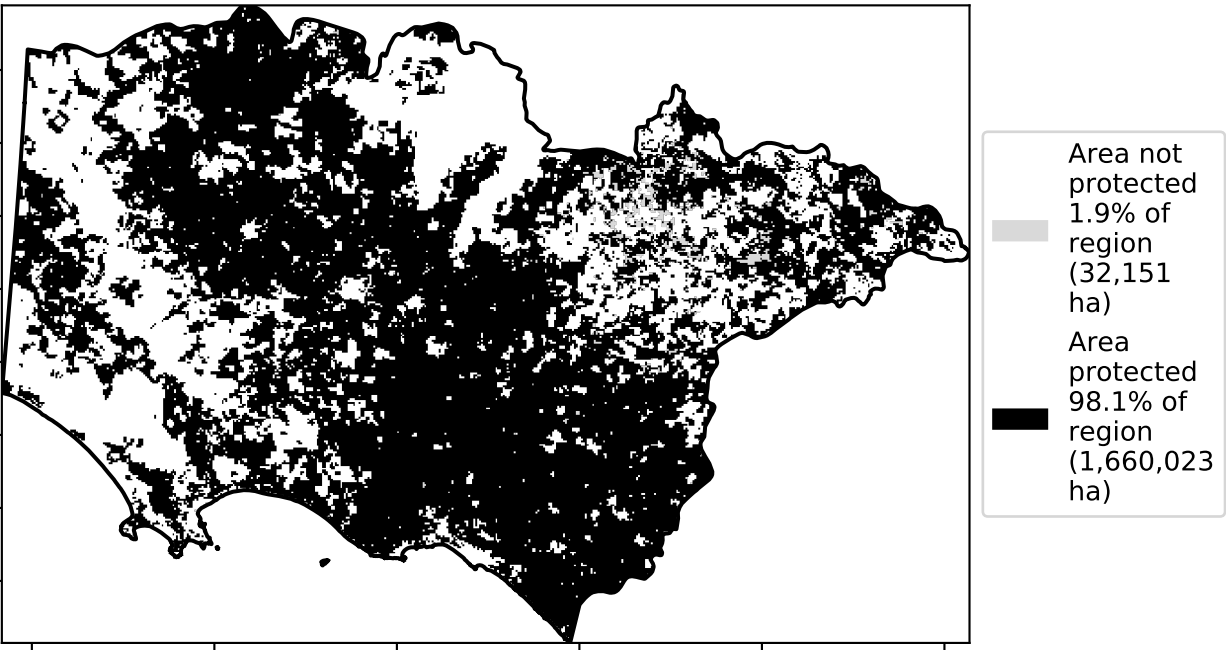 Area not
protected
1.9% of
region
(32,151
ha)
Area
protected
98.1% of
region
(1,660,023
ha)